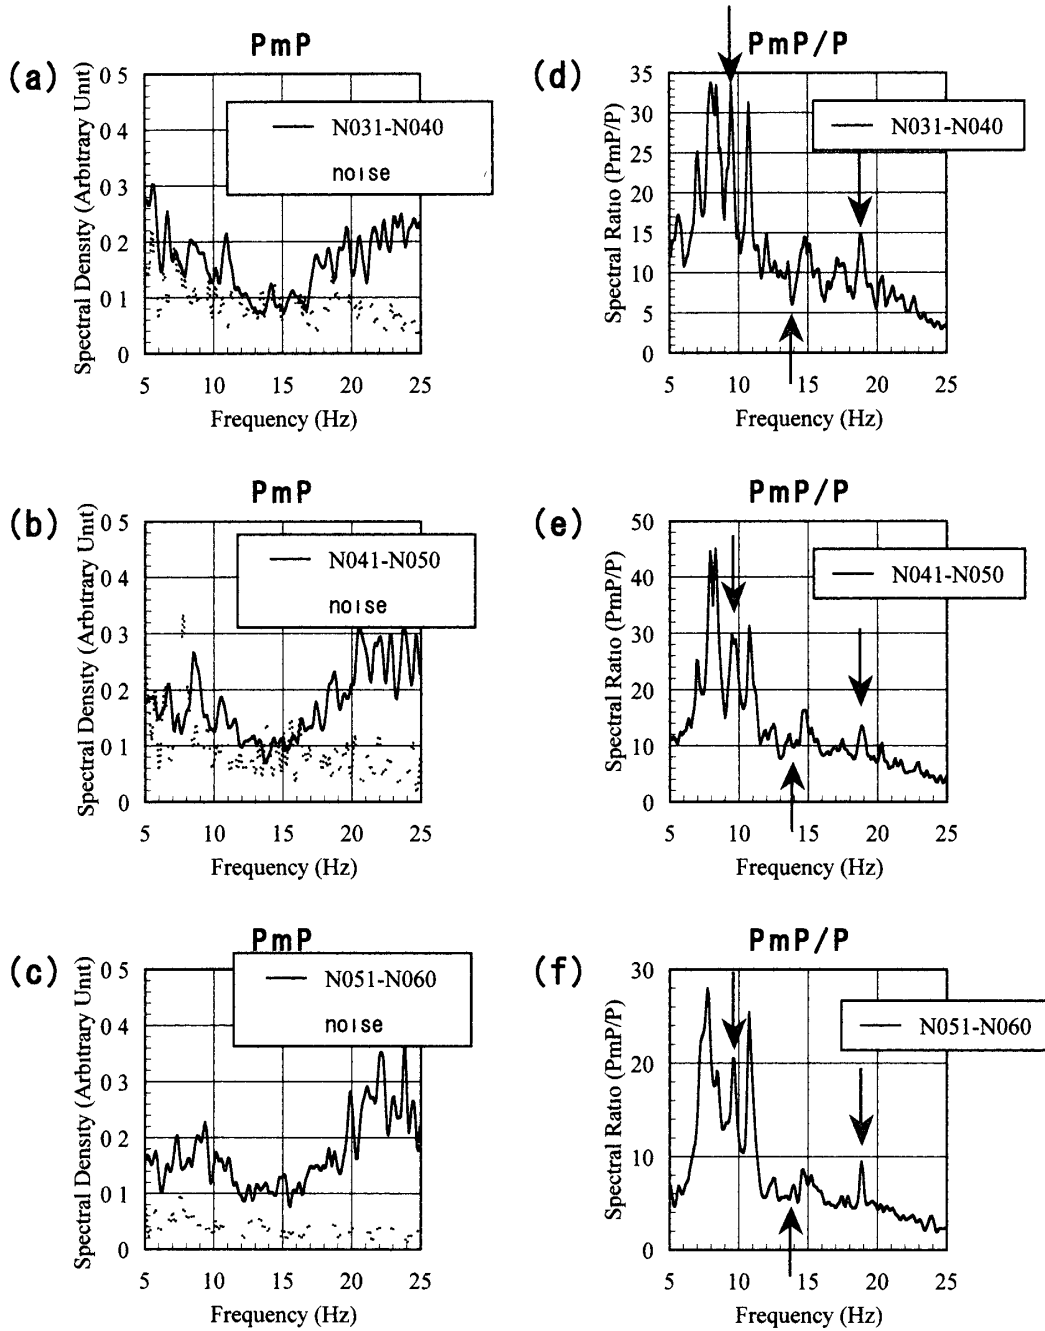 (a)
PmP
Spectral Density (Arbitrary Unit)
0 5
0 4
0 3
0 2
0 1
0
N031-N040
noise
5 10 15 20 25
Frequency (Hz)
(d)
PmP/P
Spectral Ratio (PmP/P)
35
30
25
20
15
10
5
0
N031-N040
5 10 15 20 25
Frequency (Hz)
(b)
PmP
Spectral Density (Arbitrary Unit)
0 5
0 4
0 3
0 2
0 1
0
N041-N050
noise
5 10 15 20 25
Frequency (Hz)
(e)
PmP/P
Spectral Ratio (PmP/P)
50
40
30
20
10
0
N041-N050
5 10 15 20 25
Frequency (Hz)
(c)
PmP
Spectral Density (Arbitrary Unit)
0 5
0 4
0 3
0 2
0 1
0
N051-N060
noise
5 10 15 20 25
Frequency (Hz)
(f)
PmP/P
Spectral Ratio (PmP/P)
30
20
10
0
N051-N060
5 10 15 20 25
Frequency (Hz)